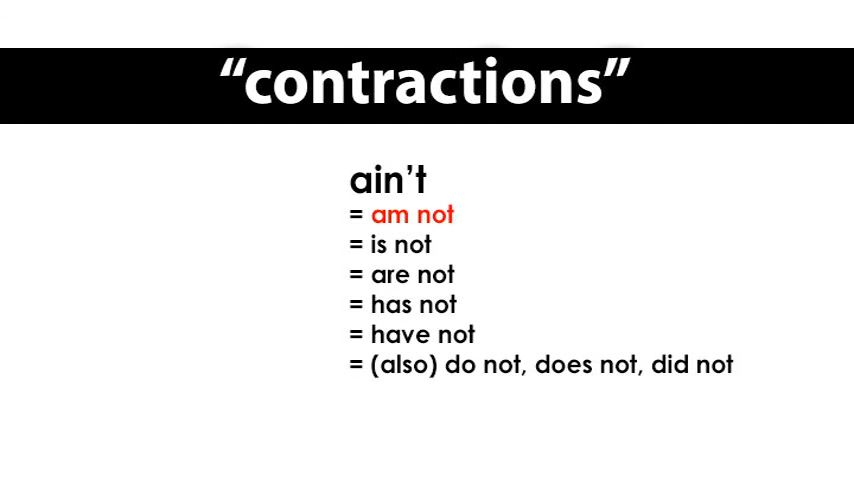 “contractions”
ain’t
= am not
= is not
= are not
= has not
= have not
= (also) do not, does not, did not